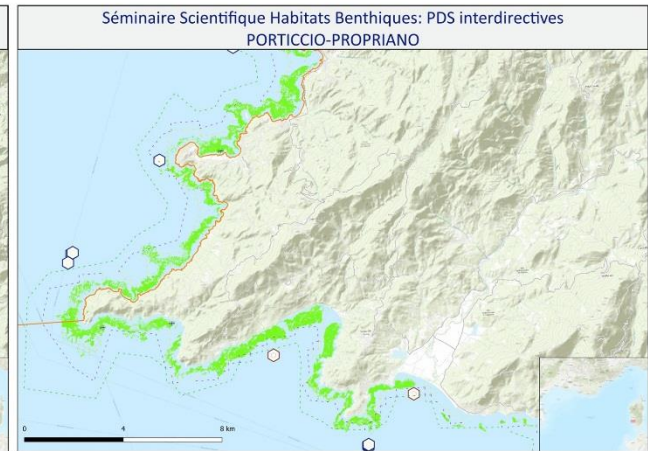 Séminaire Scientifique Habitats Benthiques: PDS interdirectives
PORTICCIO-PROPRIANO
0 4 8 km